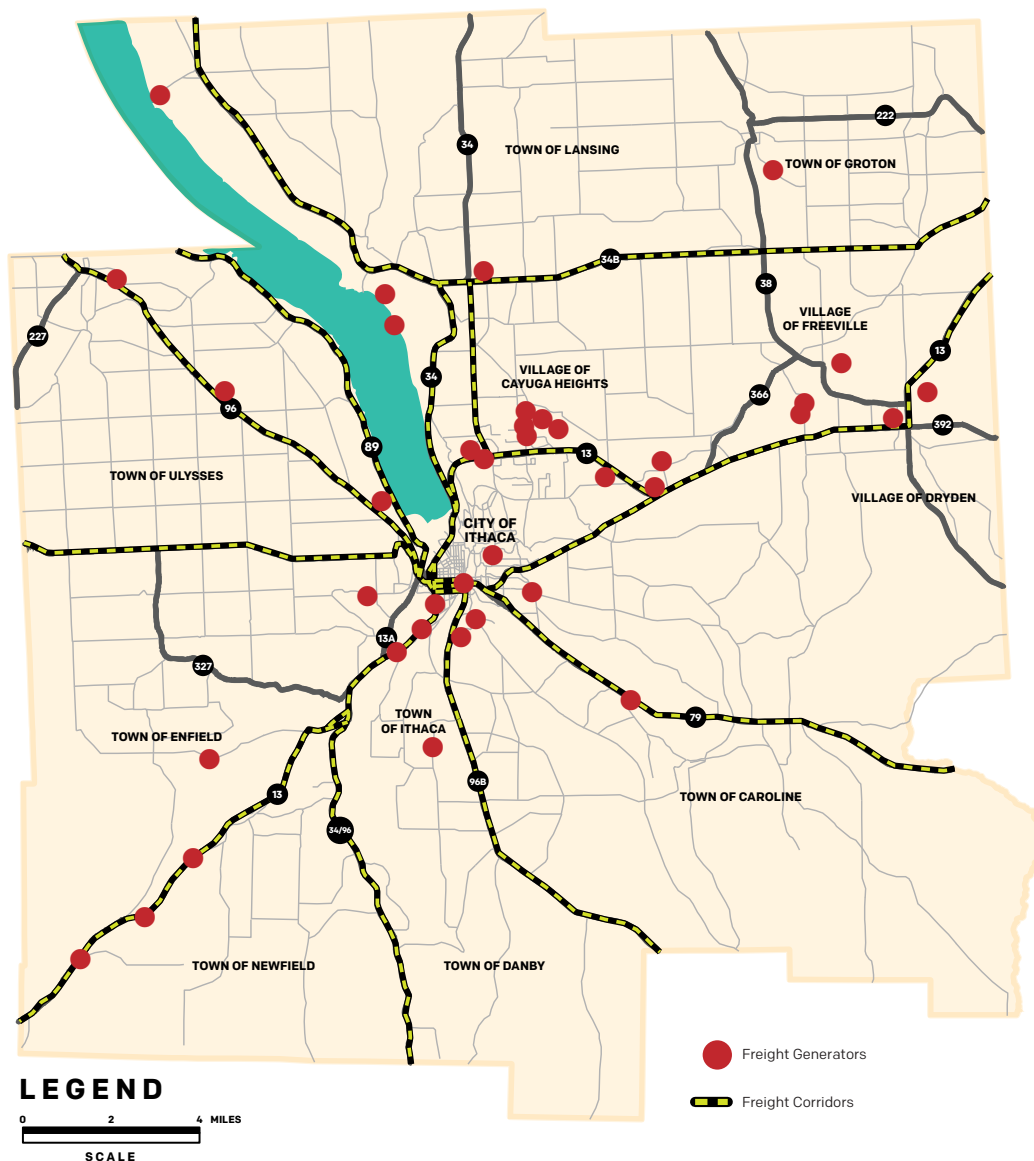 222
34
TOWN OF LANSING
TOWN OF GROTON
34B
38
VILLAGE
OF FREEVILLE
227
13
VILLAGE OF
CAYUGA HEIGHTS
34
366
96
392
89
13
TOWN OF ULYSSES
VILLAGE OF DRYDEN
CITY OF
ITHACA
13A
327
TOWN
OF ITHACA
79
TOWN OF ENFIELD
96B
13
TOWN OF CAROLINE
34/96
TOWN OF NEWFIELD
TOWN OF DANBY
Freight Generators
Freight Corridors
LEGEND
0 2 4 MILES
SCALE